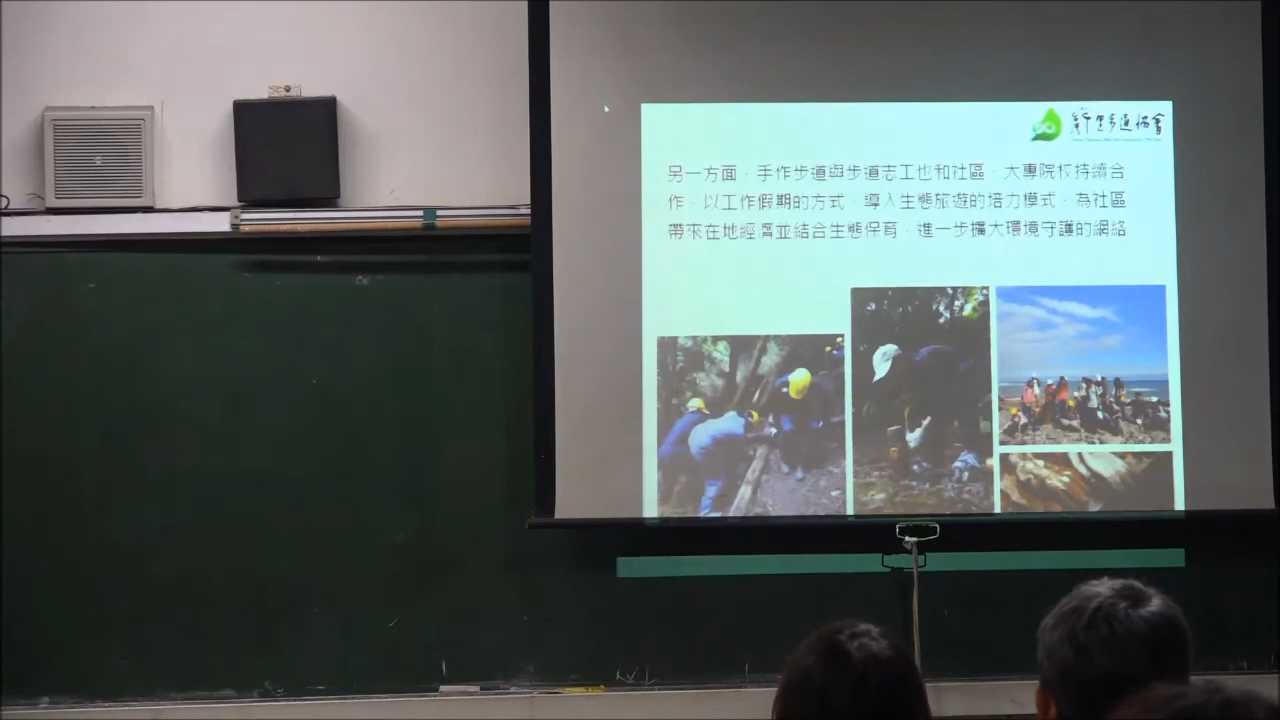 千里步道協會
另一方面，手作步道與步道志工也和社區、大專院校持續合
作，以工作假期的方式，導入生態旅遊的培力模式，為社區
帶來在地經濟並結合生態保育，進一步擴大環境守護的網絡